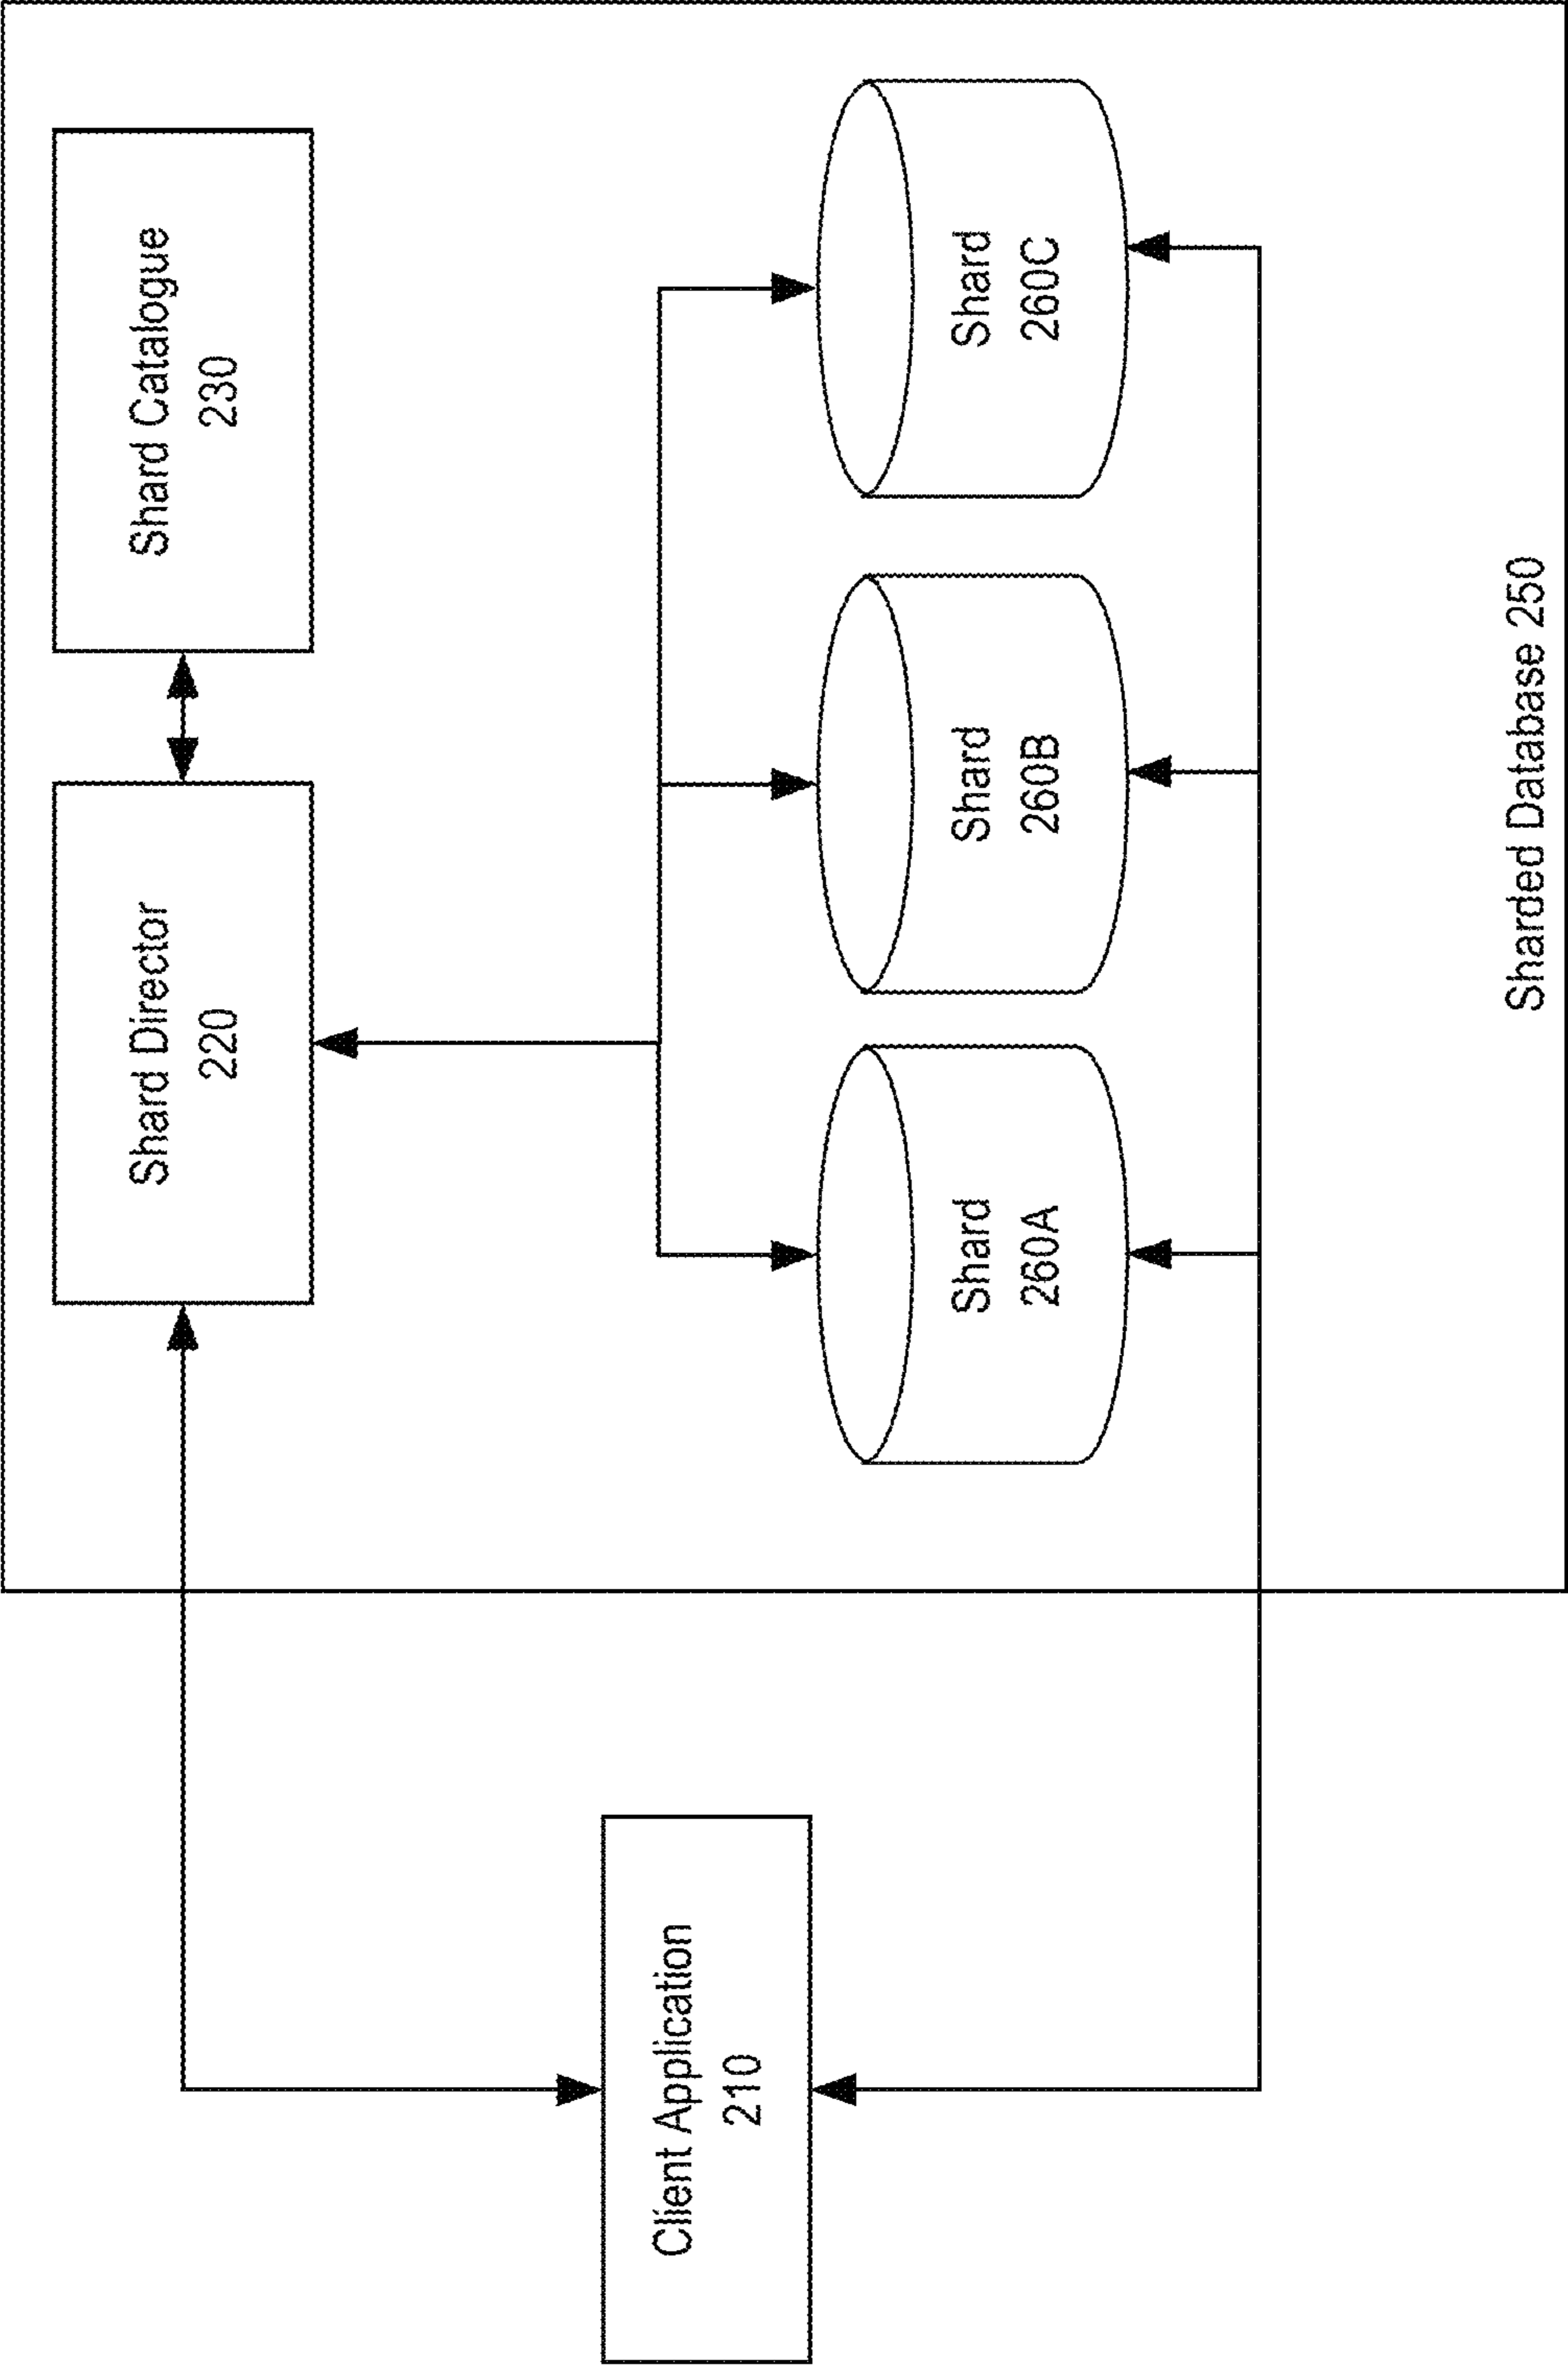 Client Application
210
Shard Director
220
Shard Catalogue
230
Shard
260A
Shard
260B
Shard
260C
Sharded Database 250